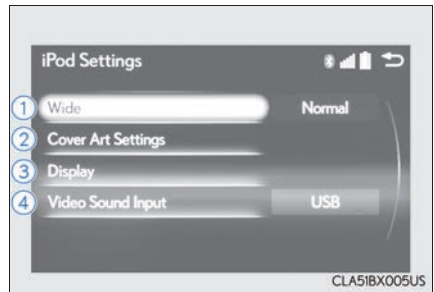 iPod Settings
1 Wide Normal
2 Cover Art Settings
3 Display
4 Video Sound Input USB
CLA51BX005US